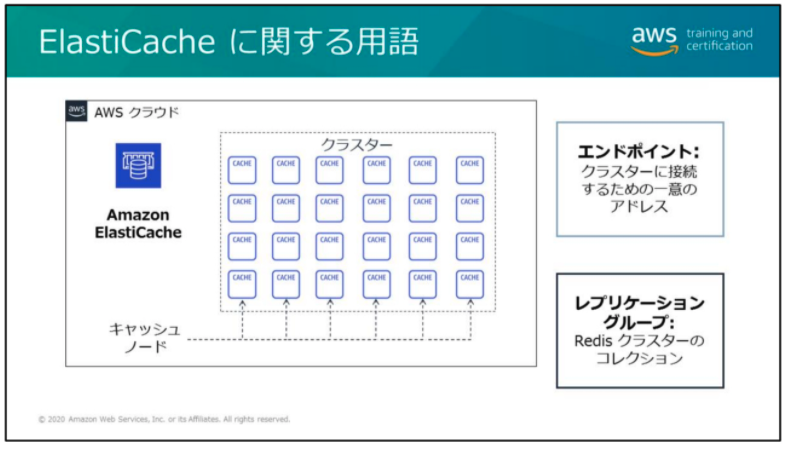 ElastiCache に関する用語
aws training and
certification
aws AWS クラウド
クラスター
Amazon
ElastiCache
CACHE CACHE CACHE CACHE CACHE CACHE
CACHE CACHE CACHE CACHE CACHE CACHE
CACHE CACHE CACHE CACHE CACHE CACHE
CACHE CACHE CACHE CACHE CACHE CACHE
キャッシュ
ノード
エンドポイント:
クラスターに接続
するための一意の
アドレス
レプリケーション
グループ:
Redis クラスターの
コレクション
© 2020 Amazon Web Services, Inc. or its Affiliates. All rights reserved.